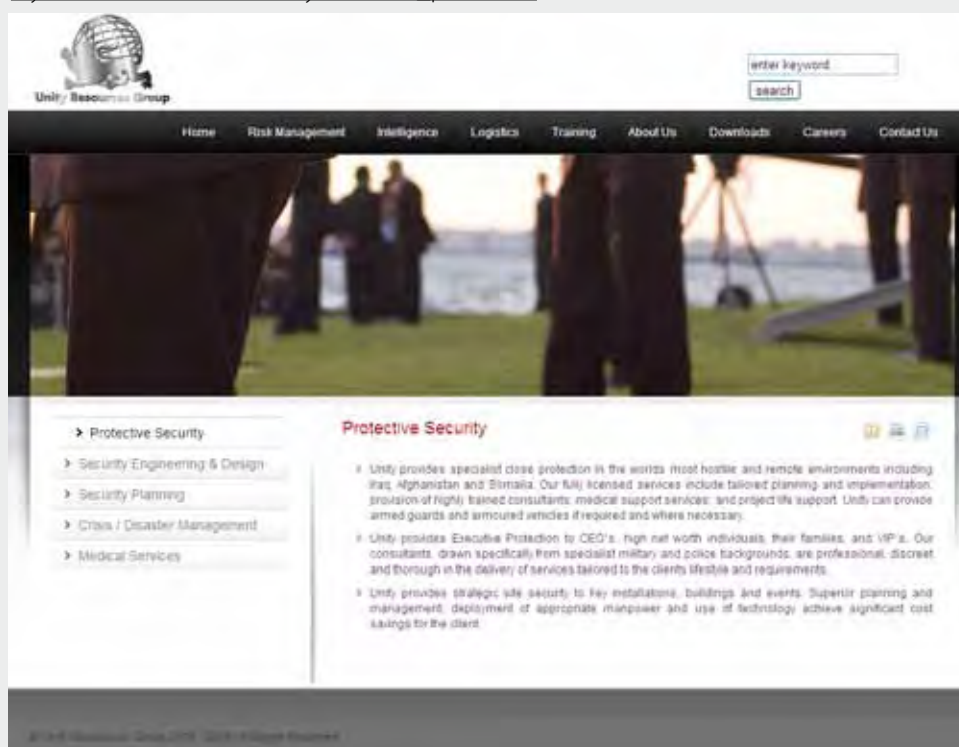 Unity Resources Group
enter keyword
search
Home Risk Management Intelligence Logistics Training About Us Downloads Careers Contact Us
Protective Security
Security Engineering & Design
Security Planning
Crisis / Disaster Management
Medical Services
Protective Security
Unity provides specialist close protection in the worlds most hostile and remote environments including
Iraq, Afghanistan and Somalia. Our fully licensed services include tailored planning and implementation,
provision of highly trained consultants, medical support services, and project life support. Unity can provide
armed guards and armoured vehicles if required and where necessary.
Unity provides Executive Protection to CEO's, high net worth individuals, their families, and VIP's. Our
consultants, drawn specifically from specialist military and police backgrounds, are professional, discreet
and thorough in the delivery of services tailored to the clients lifestyle and requirements.
Unity provides strategic site security to key installations, buildings and events. Superior planning and
management, deployment of appropriate manpower and use of technology achieve significant cost
savings for the client.